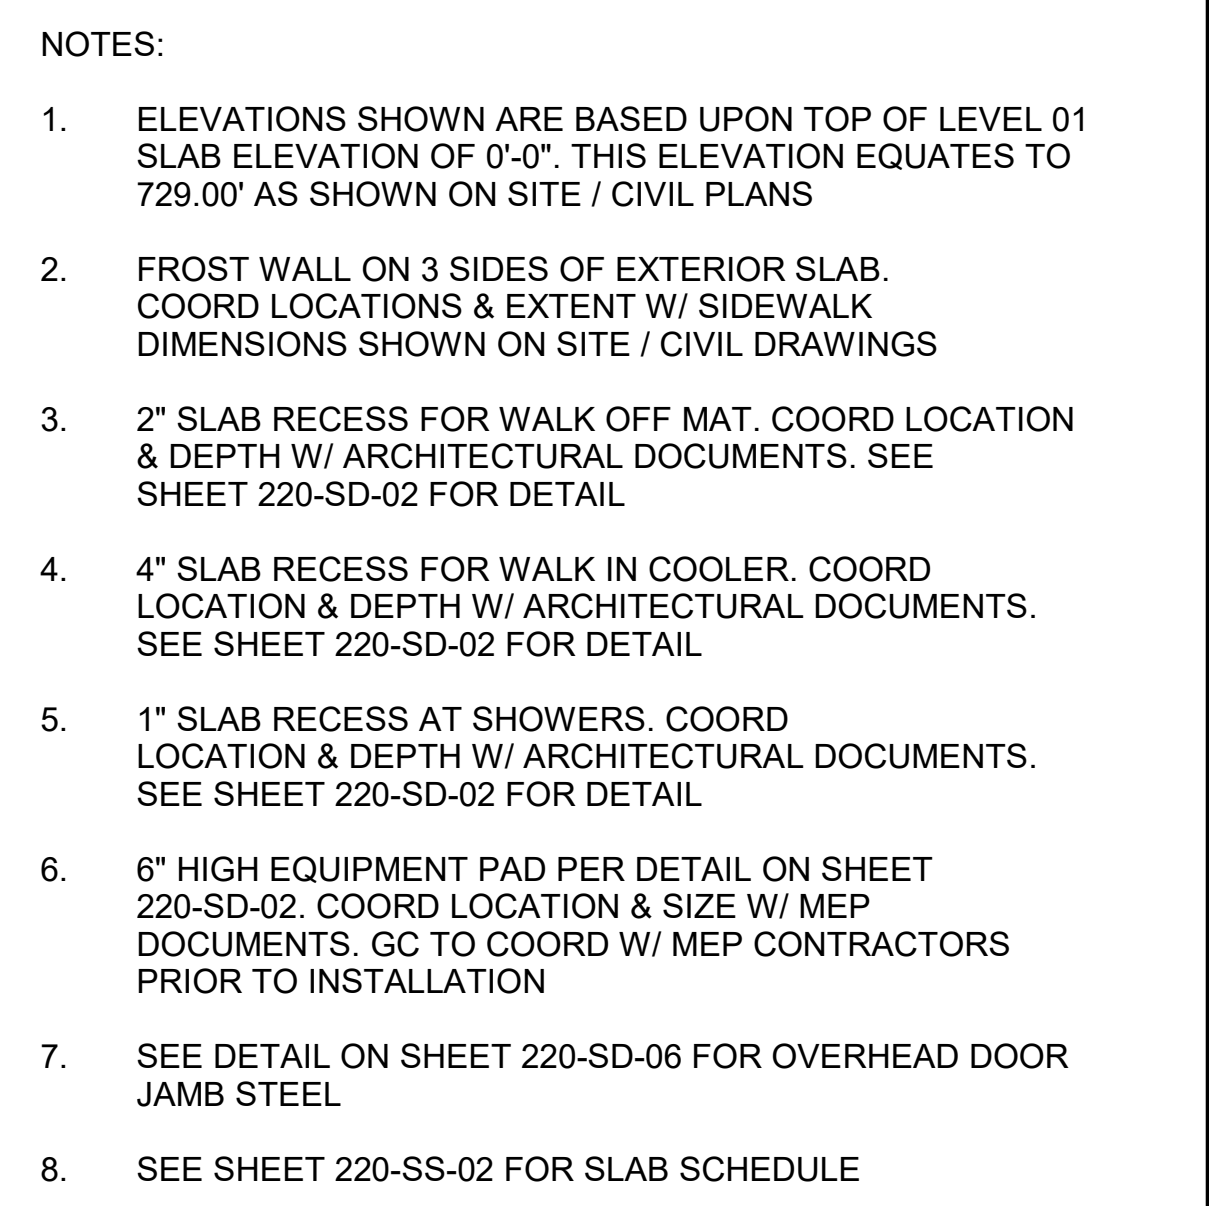 NOTES:
1. ELEVATIONS SHOWN ARE BASED UPON TOP OF LEVEL 01
SLAB ELEVATION OF 0'-0". THIS ELEVATION EQUATES TO
729.00' AS SHOWN ON SITE / CIVIL PLANS
2. FROST WALL ON 3 SIDES OF EXTERIOR SLAB.
COORD LOCATIONS & EXTENT W/ SIDEWALK
DIMENSIONS SHOWN ON SITE / CIVIL DRAWINGS
3. 2" SLAB RECESS FOR WALK OFF MAT. COORD LOCATION
& DEPTH W/ ARCHITECTURAL DOCUMENTS. SEE
SHEET 220-SD-02 FOR DETAIL
4. 4" SLAB RECESS FOR WALK IN COOLER. COORD
LOCATION & DEPTH W/ ARCHITECTURAL DOCUMENTS.
SEE SHEET 220-SD-02 FOR DETAIL
5. 1" SLAB RECESS AT SHOWERS. COORD
LOCATION & DEPTH W/ ARCHITECTURAL DOCUMENTS.
SEE SHEET 220-SD-02 FOR DETAIL
6. 6" HIGH EQUIPMENT PAD PER DETAIL ON SHEET
220-SD-02. COORD LOCATION & SIZE W/ MEP
DOCUMENTS. GC TO COORD W/ MEP CONTRACTORS
PRIOR TO INSTALLATION
7. SEE DETAIL ON SHEET 220-SD-06 FOR OVERHEAD DOOR
JAMB STEEL
8. SEE SHEET 220-SS-02 FOR SLAB SCHEDULE